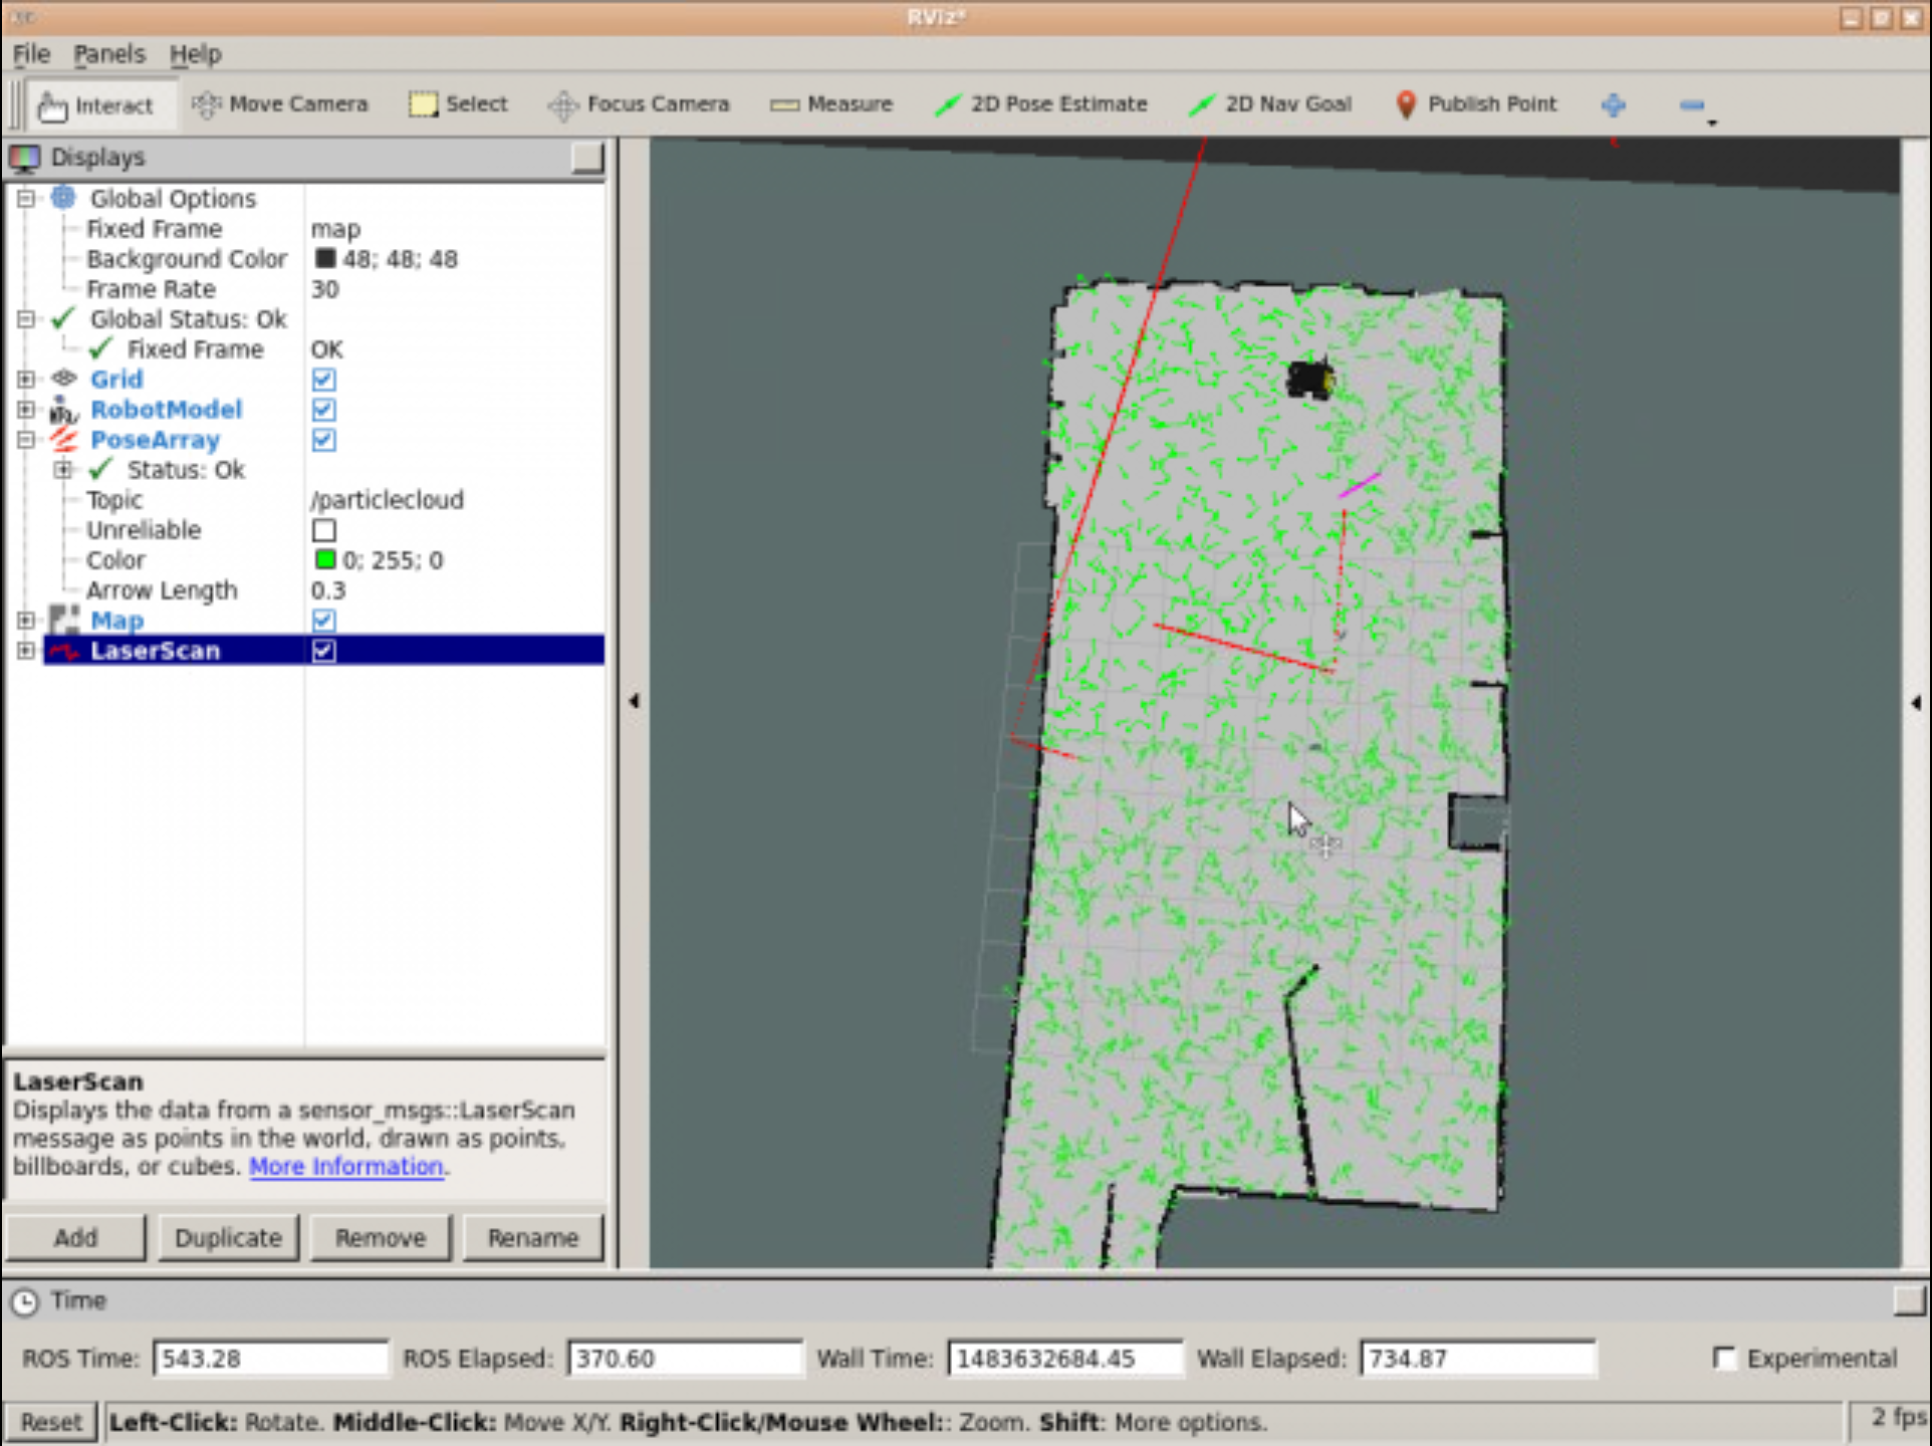 RViz*
File Panels Help
Interact Move Camera Select Focus Camera Measure 2D Pose Estimate 2D Nav Goal Publish Point
Displays
Global Options
Fixed Frame map
Background Color 48; 48; 48
Frame Rate 30
Global Status: Ok
Fixed Frame OK
Grid
RobotModel
PoseArray
Status: Ok
Topic /particlecloud
Unreliable
Color 0; 255; 0
Arrow Length 0.3
Map
LaserScan
LaserScan
Displays the data from a sensor_msgs::LaserScan
message as points in the world, drawn as points,
billboards, or cubes. More Information.
Add Duplicate Remove Rename
Time
ROS Time: 543.28 ROS Elapsed: 370.60 Wall Time: 1483632684.45 Wall Elapsed: 734.87 Experimental
Reset Left-Click: Rotate. Middle-Click: Move X/Y. Right-Click/Mouse Wheel:: Zoom. Shift: More options. 2 fps